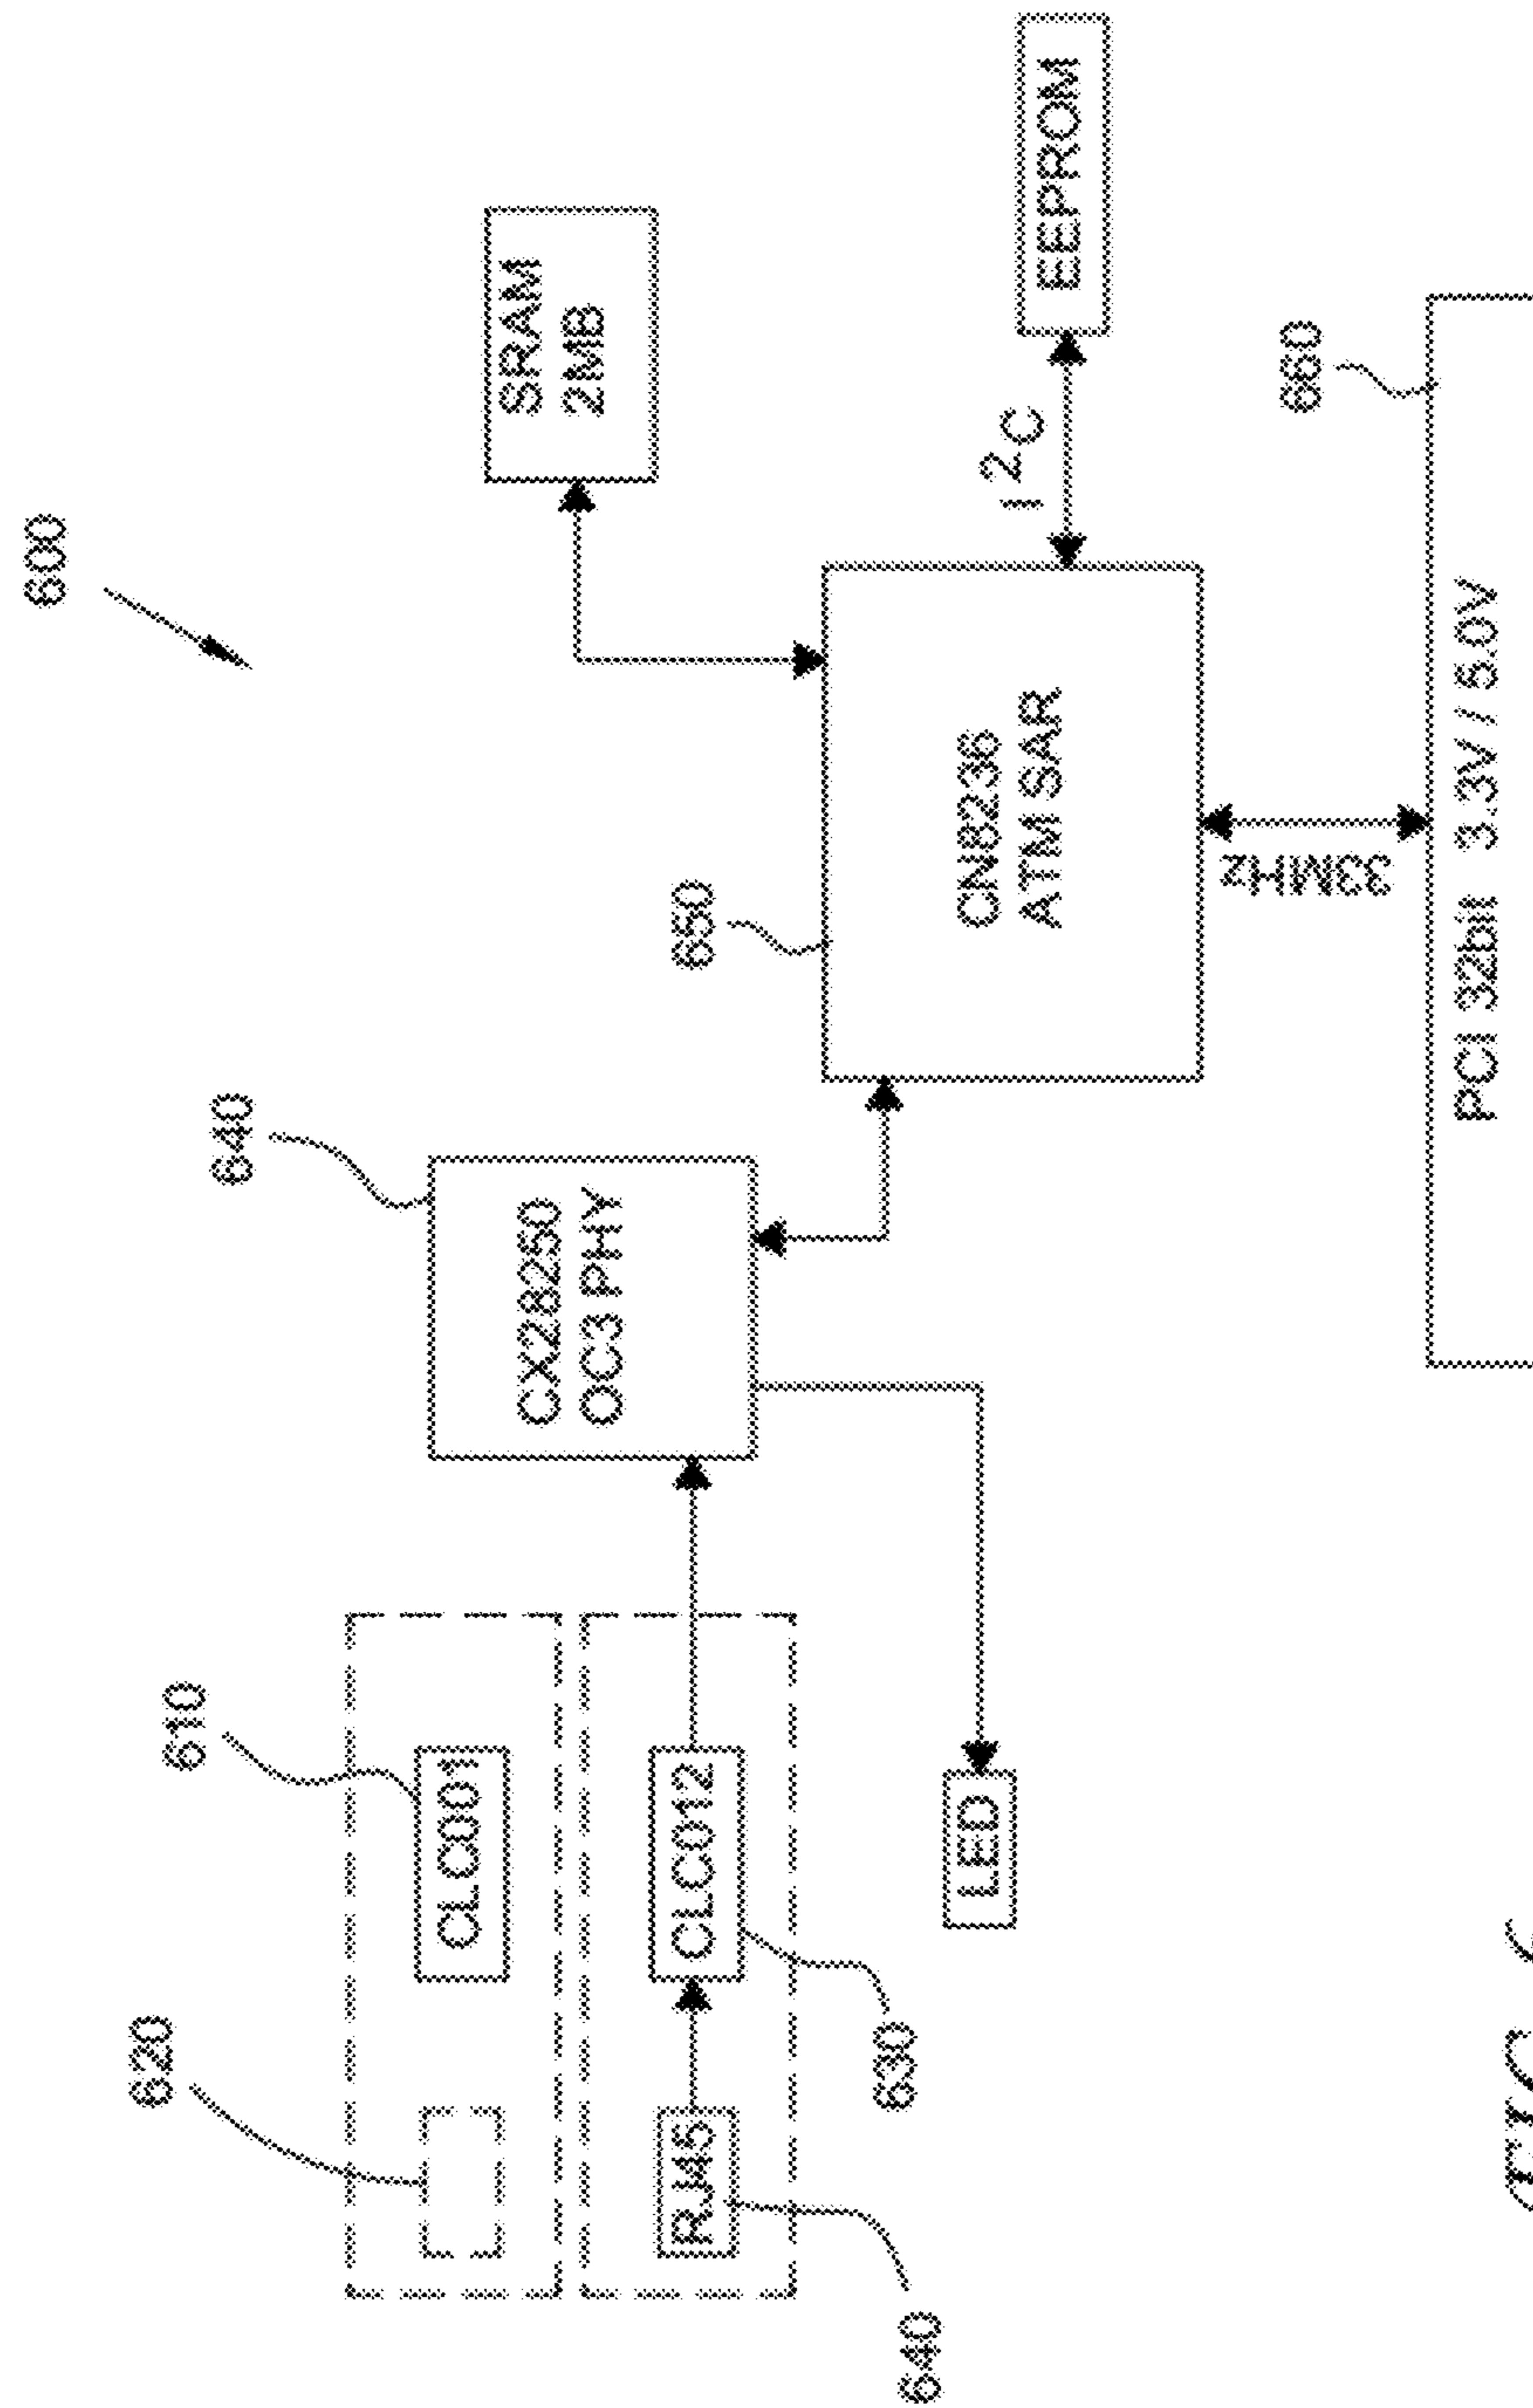 600
SRAM
2MB
EEPROM
I2C
640
CX28250
OC3 PHY
650
CN8236
ATM SAR
33MHz
660
PCI 32bit 3.3V / 5.0V
610
CLC001
620
CLC012
RJ45
630
640
LED